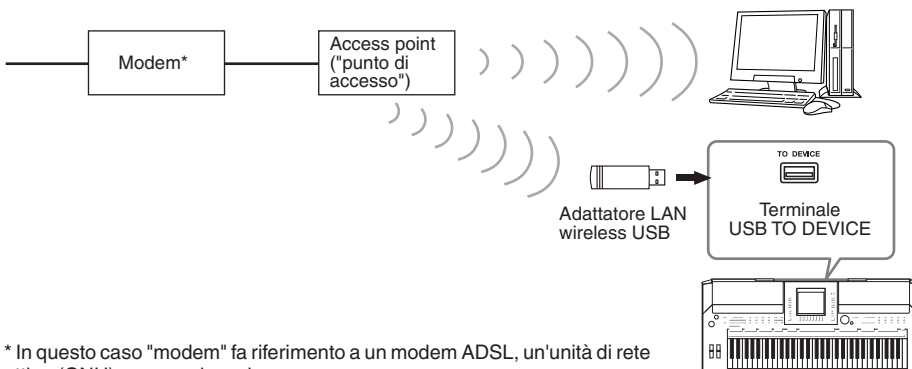 Modem*
Access point
("punto di
accesso")
TO DEVICE
Terminale
USB TO DEVICE
Adattatore LAN
wireless USB
* In questo caso "modem" fa riferimento a un modem ADSL, un'unità di rete